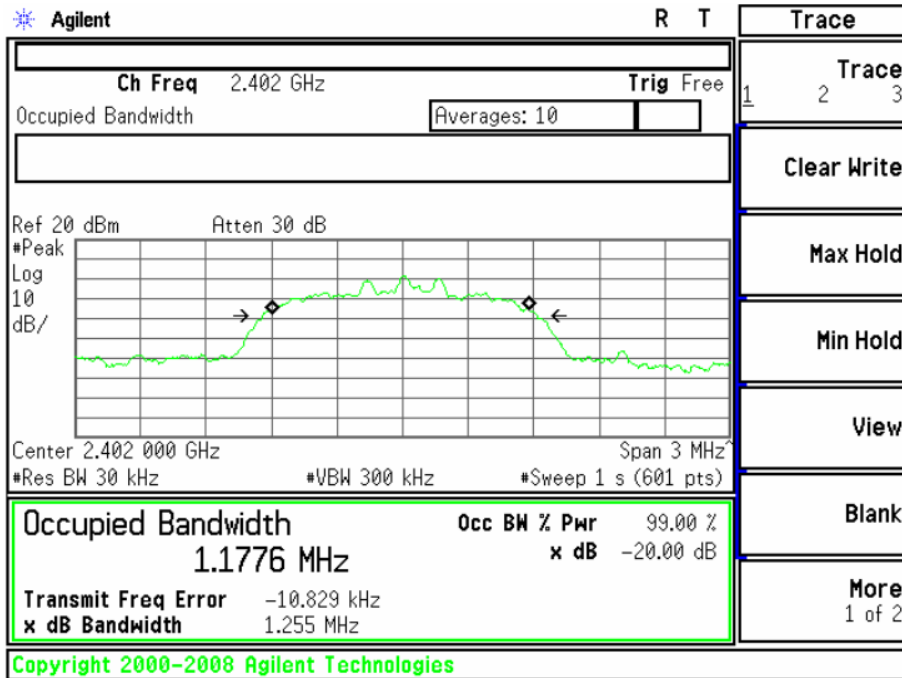 Agilent R T Trace
Ch Freq 2.402 GHz Trig Free
Occupied Bandwidth Averages: 10
Ref 20 dBm Atten 30 dB
#Peak
Log
10
dB/
Center 2.402 000 GHz Span 3 MHz^
#Res BW 30 kHz #VBW 300 kHz #Sweep 1 s (601 pts)
Occupied Bandwidth Occ BW % Pwr 99.00 %
1.1776 MHz x dB -20.00 dB
Transmit Freq Error -10.829 kHz
x dB Bandwidth 1.255 MHz
Copyright 2000-2008 Agilent Technologies
Trace
1 2 3
Clear Write
Max Hold
Min Hold
View
Blank
More
1 of 2